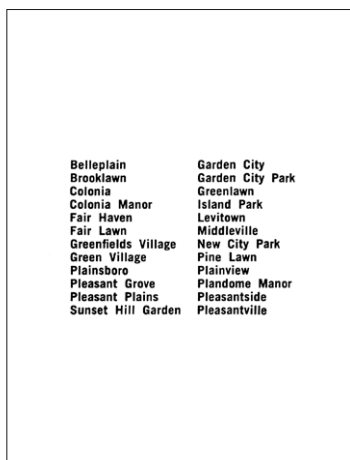 Belleplain
Brooklawn
Colonia
Colonia Manor
Fair Haven
Fair Lawn
Greenfields Village
Green Village
Plainsboro
Pleasant Grove
Pleasant Plains
Sunset Hill Garden
Garden City
Garden City Park
Greenlawn
Island Park
Levitown
Middleville
New City Park
Pine Lawn
Plainview
Plandome Manor
Pleasantside
Pleasantville